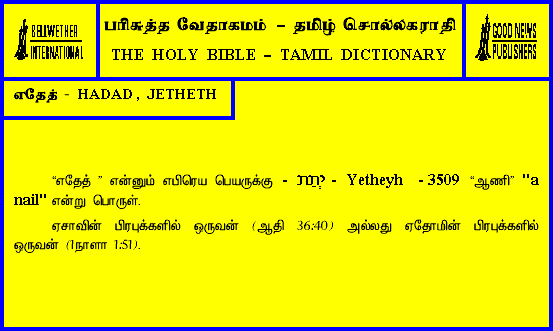 BELLWETHER
INTERNATIONAL
பரிசுத்த வேதாகமம் – தமிழ் சொல்லகராதி
THE HOLY BIBLE – TAMIL DICTIONARY
GOOD NEWS
PUBLISHERS
எதேத் - HADAD , JETHETH
“எதேத் ” என்னும் எபிரெய பெயருக்கு - יתת - Yetheyh - 3509 “ஆணி” "a
nail" என்று பொருள்.
ஏசாவின் பிரபுக்களில் ஒருவன் (ஆதி 36:40) அல்லது ஏதோமின் பிரபுக்களில்
ஒருவன் (1நாளா 1:51).